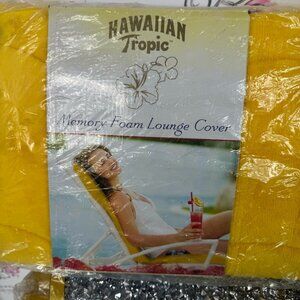 HAWAIIAN
Tropic
Memory Foam Lounge Cover